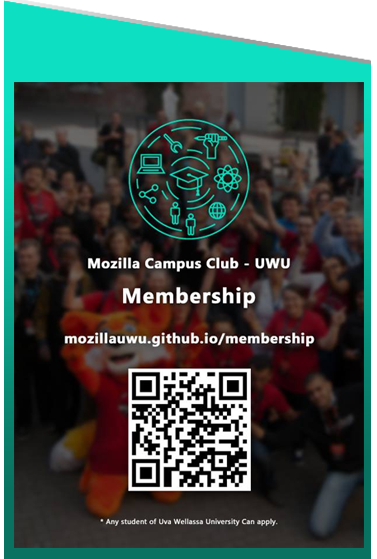 Mozilla Campus Club - UWU
Membership
mozillauwu.github.io/membership
* Any student of Uva Wellassa University Can apply.